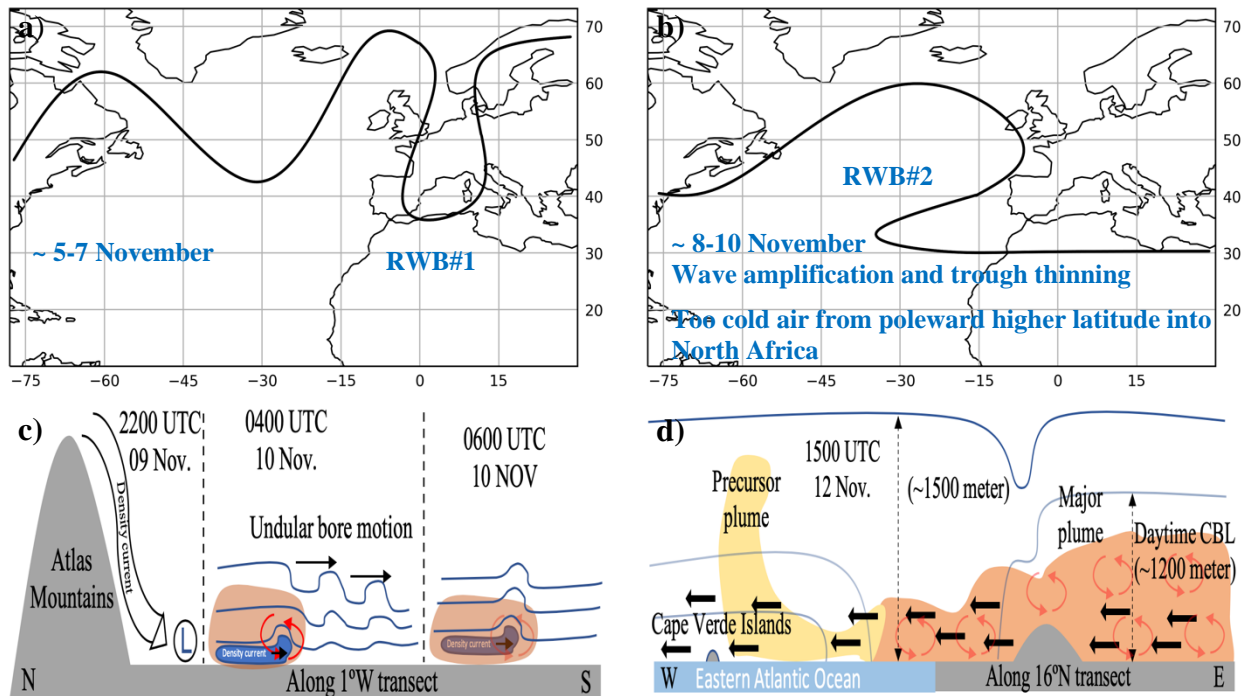 a)
70
60
50
40
30
20
~ 5-7 November
RWB#1
−75
−60
−45
−30
−15
0
15
b)
70
60
50
40
30
20
RWB#2
~ 8-10 November
Wave amplification and trough thinning
Too cold air from poleward higher latitude into
North Africa
−75
−60
−45
−30
−15
0
15
c)
2200 UTC
09 Nov.
0400 UTC
10 Nov.
0600 UTC
10 NOV
Density current
Undular bore motion
Atlas
Mountains
L
Density current
Density current
N
Along 1°W transect
S
d)
1500 UTC
12 Nov.
(~1500 meter)
Precursor
plume
Major
plume
Daytime CBL
(~1200 meter)
Cape Verde Islands
W
Eastern Atlantic Ocean
Along 16°N transect
E